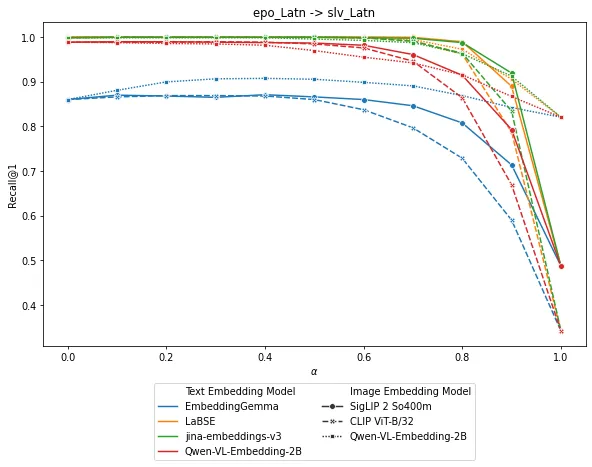 epo_Latn -> slv_Latn
Recall@1
1.0
0.9
0.8
0.7
0.6
0.5
0.4
0.0
0.2
0.4
0.6
0.8
1.0
α
Text Embedding Model
EmbeddingGemma
LaBSE
jina-embeddings-v3
Qwen-VL-Embedding-2B
Image Embedding Model
SigLIP 2 So400m
CLIP ViT-B/32
Qwen-VL-Embedding-2B